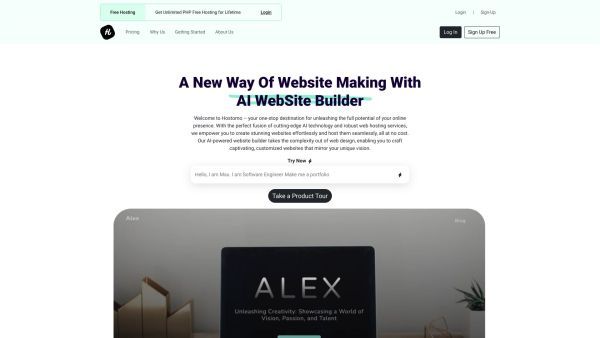 Free Hosting
Get Unlimited PHP Free Hosting for Lifetime
Login
Login | Sign Up
Pricing
Why Us
Getting Started
About Us
Log In
Sign Up Free
A New Way Of Website Making With
AI WebSite Builder
Welcome to Hostomo – your one-stop destination for unleashing the full potential of your online
presence. With the perfect fusion of cutting-edge AI technology and robust web hosting services,
we empower you to create stunning websites effortlessly and host them seamlessly, all at no cost.
Our AI-powered website builder takes the complexity out of web design, enabling you to craft
captivating, customized websites that mirror your unique vision.
Try Now
Hello, I am Max. I am Software Engineer Make me a portfolio
Take a Product Tour
Alex
Blog
ALEX
Unleashing Creativity: Showcasing a World of
Vision, Passion, and Talent